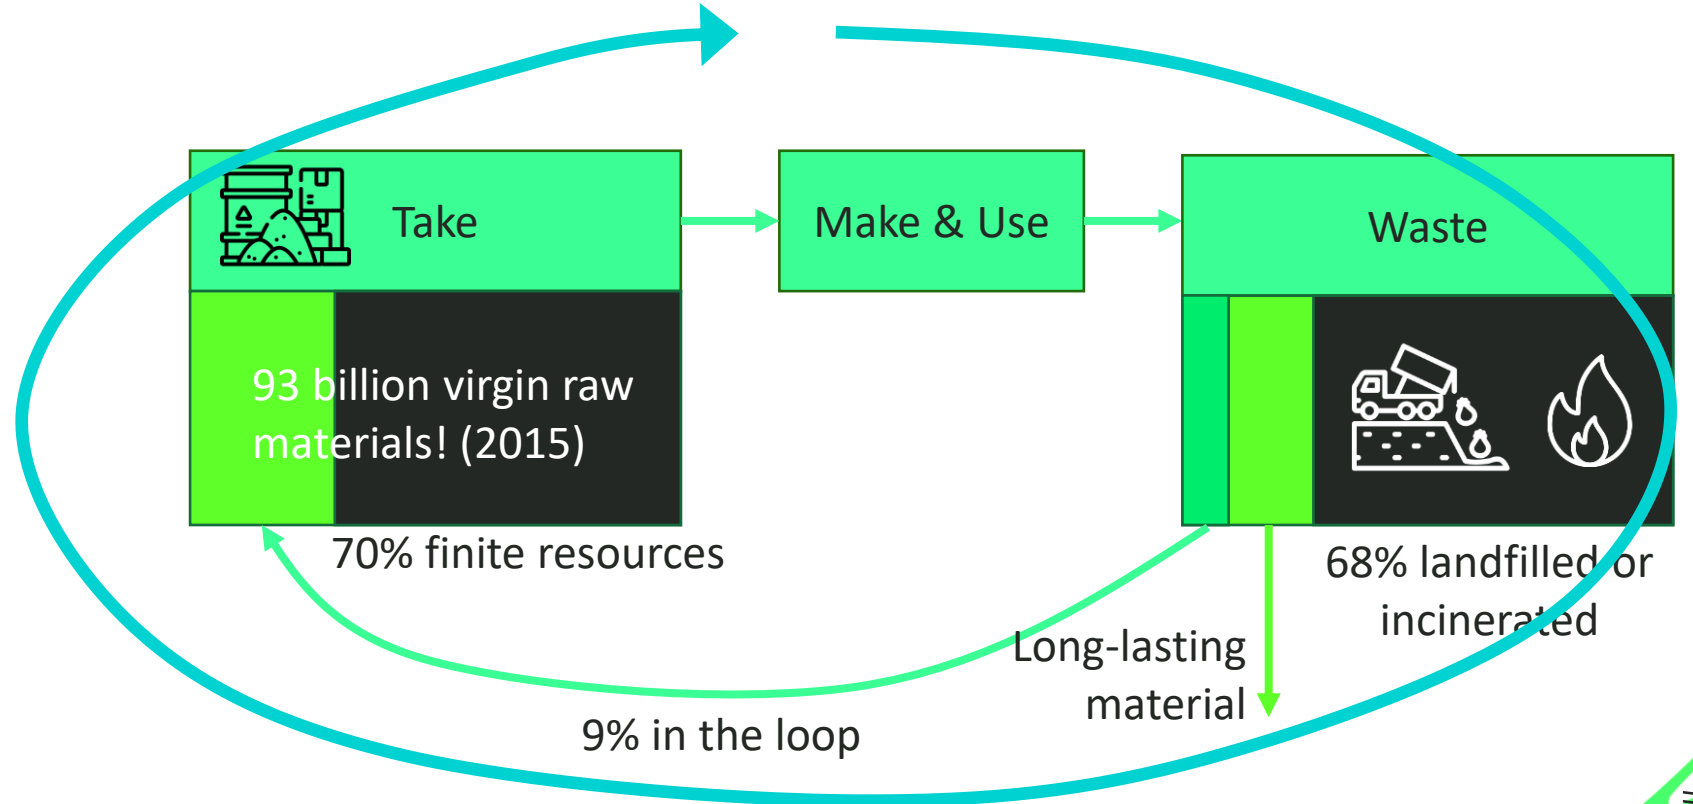 Take
Make & Use
Waste
93 billion virgin raw
materials! (2015)
70% finite resources
68% landfilled or
incinerated
Long-lasting
material
9% in the loop